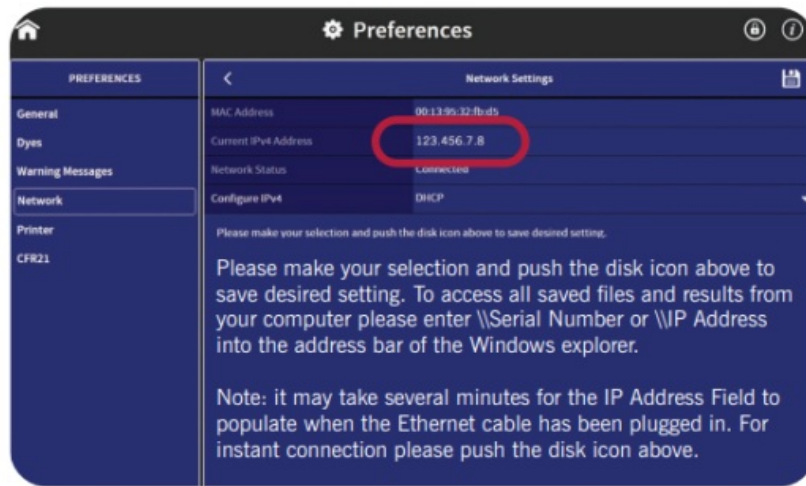 Preferences
PREFERENCES
Network Settings
General
Dyes
Warning Messages
Network
Printer
CFR21
MAC Address 00:13:95:32:fb:d5
Current IPv4 Address 123.456.7.8
Network Status Connected
Configure IPv4 DHCP
Please make your selection and push the disk icon above to save desired setting.
Please make your selection and push the disk icon above to
save desired setting. To access all saved files and results from
your computer please enter \\Serial Number or \\IP Address
into the address bar of the Windows explorer.
Note: it may take several minutes for the IP Address Field to
populate when the Ethernet cable has been plugged in. For
instant connection please push the disk icon above.